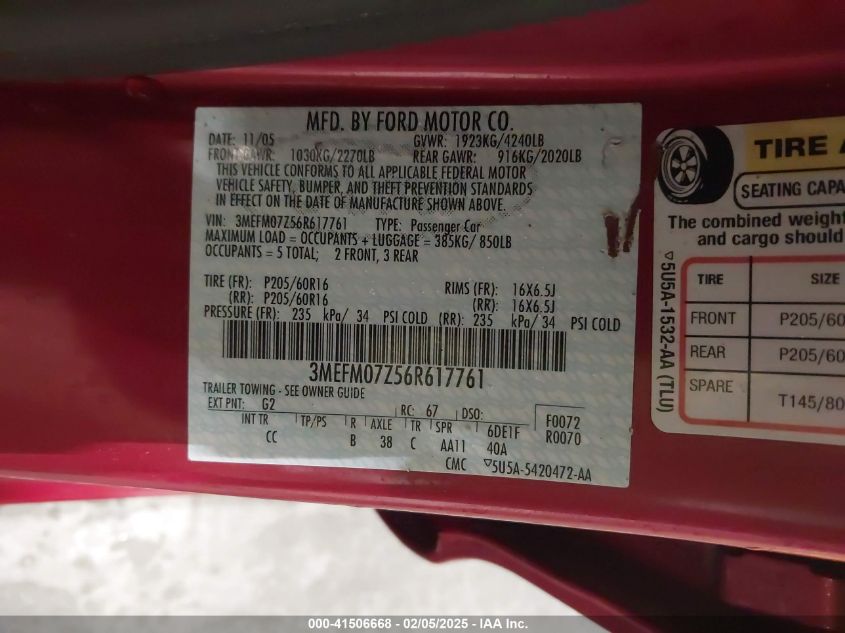 MFD. BY FORD MOTOR CO.
DATE: 11/05 GVWR: 1923KG/4240LB
FRONT GAWR: 1030KG/2270LB REAR GAWR: 916KG/2020LB
THIS VEHICLE CONFORMS TO ALL APPLICABLE FEDERAL MOTOR
VEHICLE SAFETY, BUMPER, AND THEFT PREVENTION STANDARDS
IN EFFECT ON THE DATE OF MANUFACTURE SHOWN ABOVE.
VIN: 3MEFM07Z56R617761 TYPE: Passenger Car
MAXIMUM LOAD = OCCUPANTS + LUGGAGE = 385KG/ 850LB
OCCUPANTS = 5 TOTAL; 2 FRONT, 3 REAR
TIRE (FR): P205/60R16 RIMS (FR): 16X6.5J
(RR): P205/60R16 (RR): 16X6.5J
PRESSURE (FR): 235 kPa/ 34 PSI COLD (RR): 235 kPa/ 34 PSI COLD
3MEFM07Z56R617761
TRAILER TOWING - SEE OWNER GUIDE
EXT PNT: G2 RC: 67 DSO: F0072
INT TR TP/PS R AXLE TR SPR 6DE1F R0070
CC B 38 C AA11 40A
CMC ▽5U5A-5420472-AA
TIRE
SEATING
The combined
and cargo should
▽5U5A-1532-AA (TLU)
TIRE SIZE
FRONT P205/60
REAR P205/60
SPARE T145/80
000-41506668 - 02/05/2025 - IAA Inc.